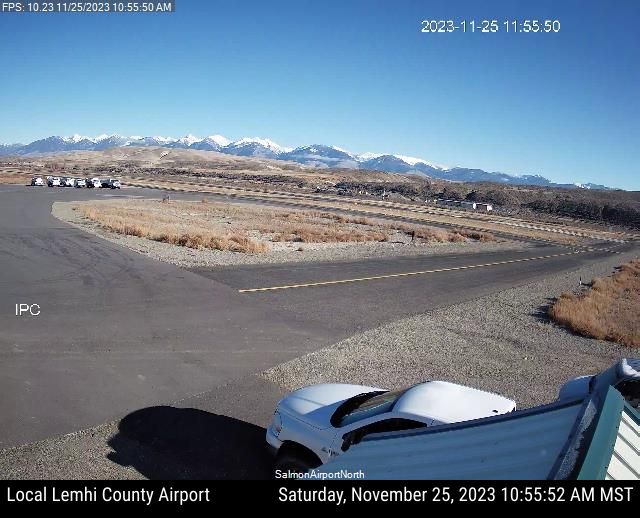 FPS: 10.23 11/25/2023 10:55:50 AM
2023-11-25 11:55:50
IPC
SalmonAirportNorth
Local Lemhi County Airport Saturday, November 25, 2023 10:55:52 AM MST